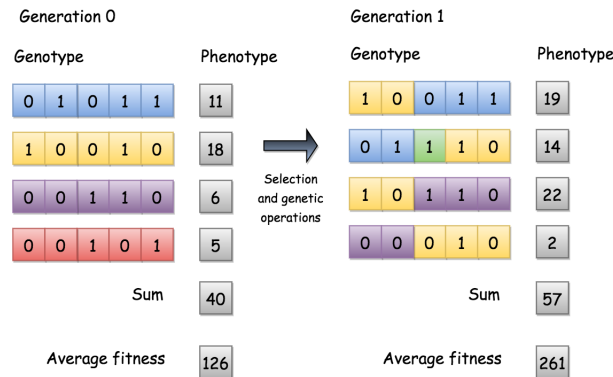 Generation 0
Genotype Phenotype
0 1 0 1 1 11
1 0 0 1 0 18
0 0 1 1 0 6
0 0 1 0 1 5
Sum 40
Average fitness 126
Selection
and genetic
operations
Generation 1
Genotype Phenotype
1 0 0 1 1 19
0 1 1 1 0 14
1 0 1 1 0 22
0 0 0 1 0 2
Sum 57
Average fitness 261